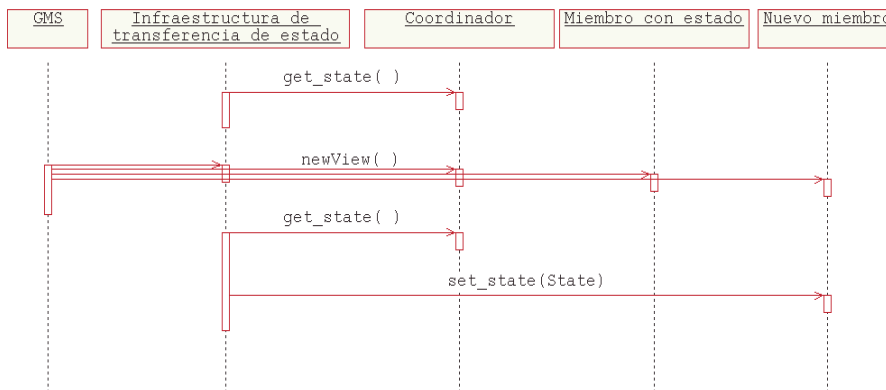 GMS
Infraestructura de
transferencia de estado
Coordinador
Miembro con estado
Nuevo miembro
get_state( )
newView( )
get_state( )
set_state(State)